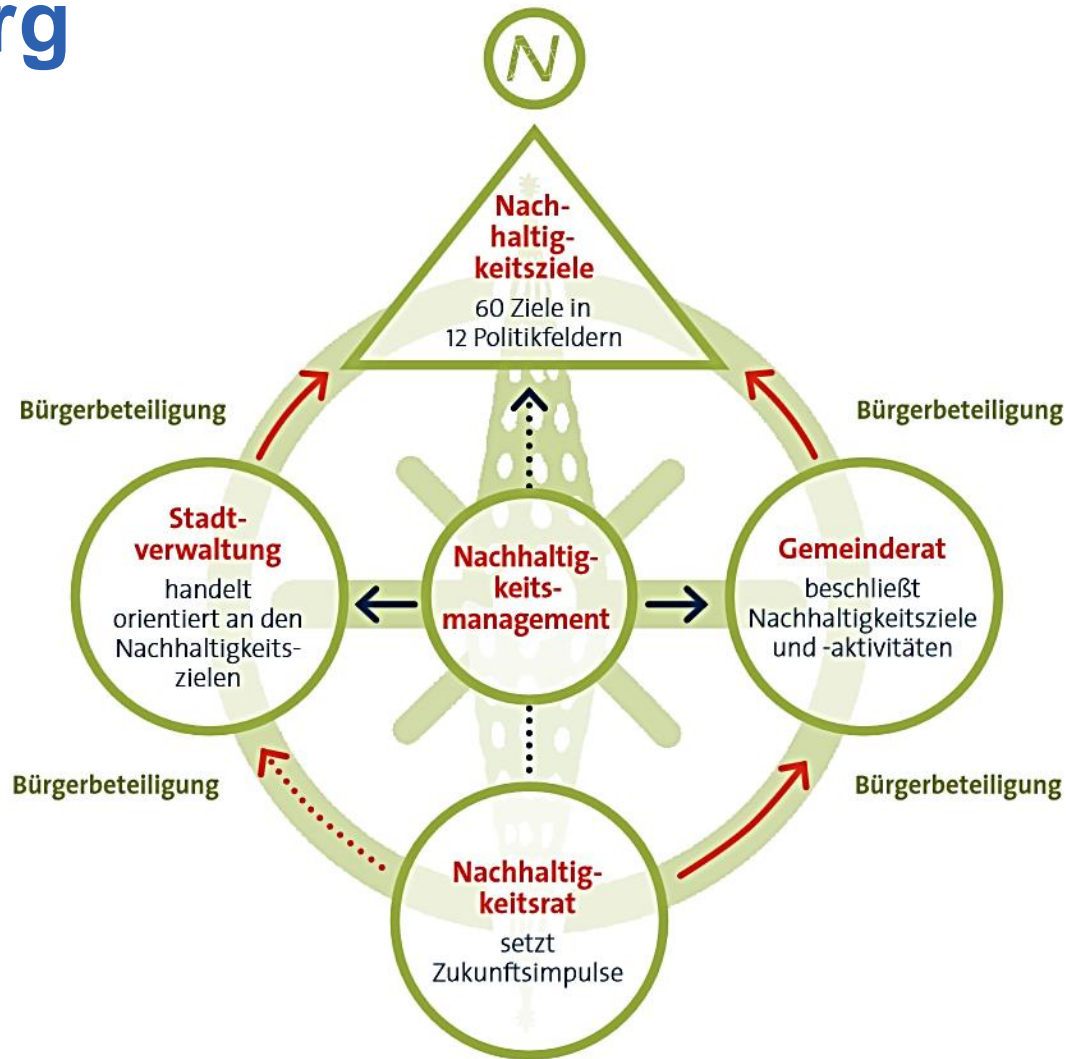 rg
N
Nach-
haltig-
keitsziele
60 Ziele in
12 Politikfeldern
Bürgerbeteiligung
Bürgerbeteiligung
Stadt-
verwaltung
handelt
orientiert an den
Nachhaltigkeits-
zielen
Nachhaltig-
keits-
management
Gemeinderat
beschließt
Nachhaltigkeitsziele
und -aktivitäten
Bürgerbeteiligung
Bürgerbeteiligung
Nachhaltig-
keitsrat
setzt
Zukunftsimpulse